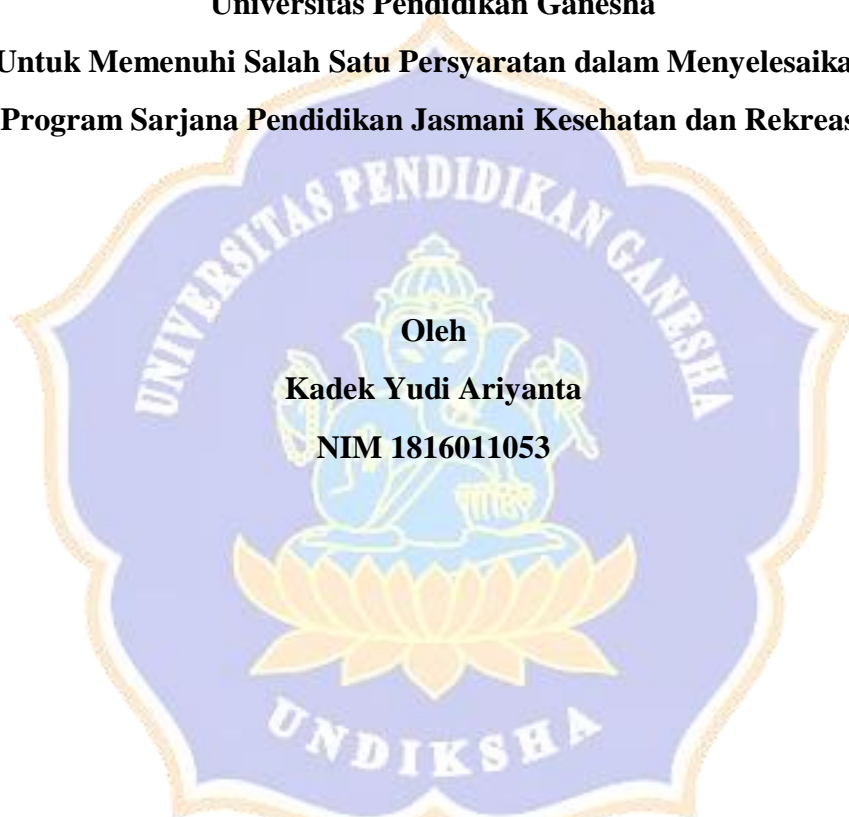 Universitas Pendidikan Ganesha
Untuk Memenuhi Salah Satu Persyaratan dalam Menyelesaika
Program Sarjana Pendidikan Jasmani Kesehatan dan Rekreas
UNIVERSITAS PENDIDIKAN GANESHA
Oleh
Kadek Yudi Ariyanta
NIM 1816011053
UNDIKSHA